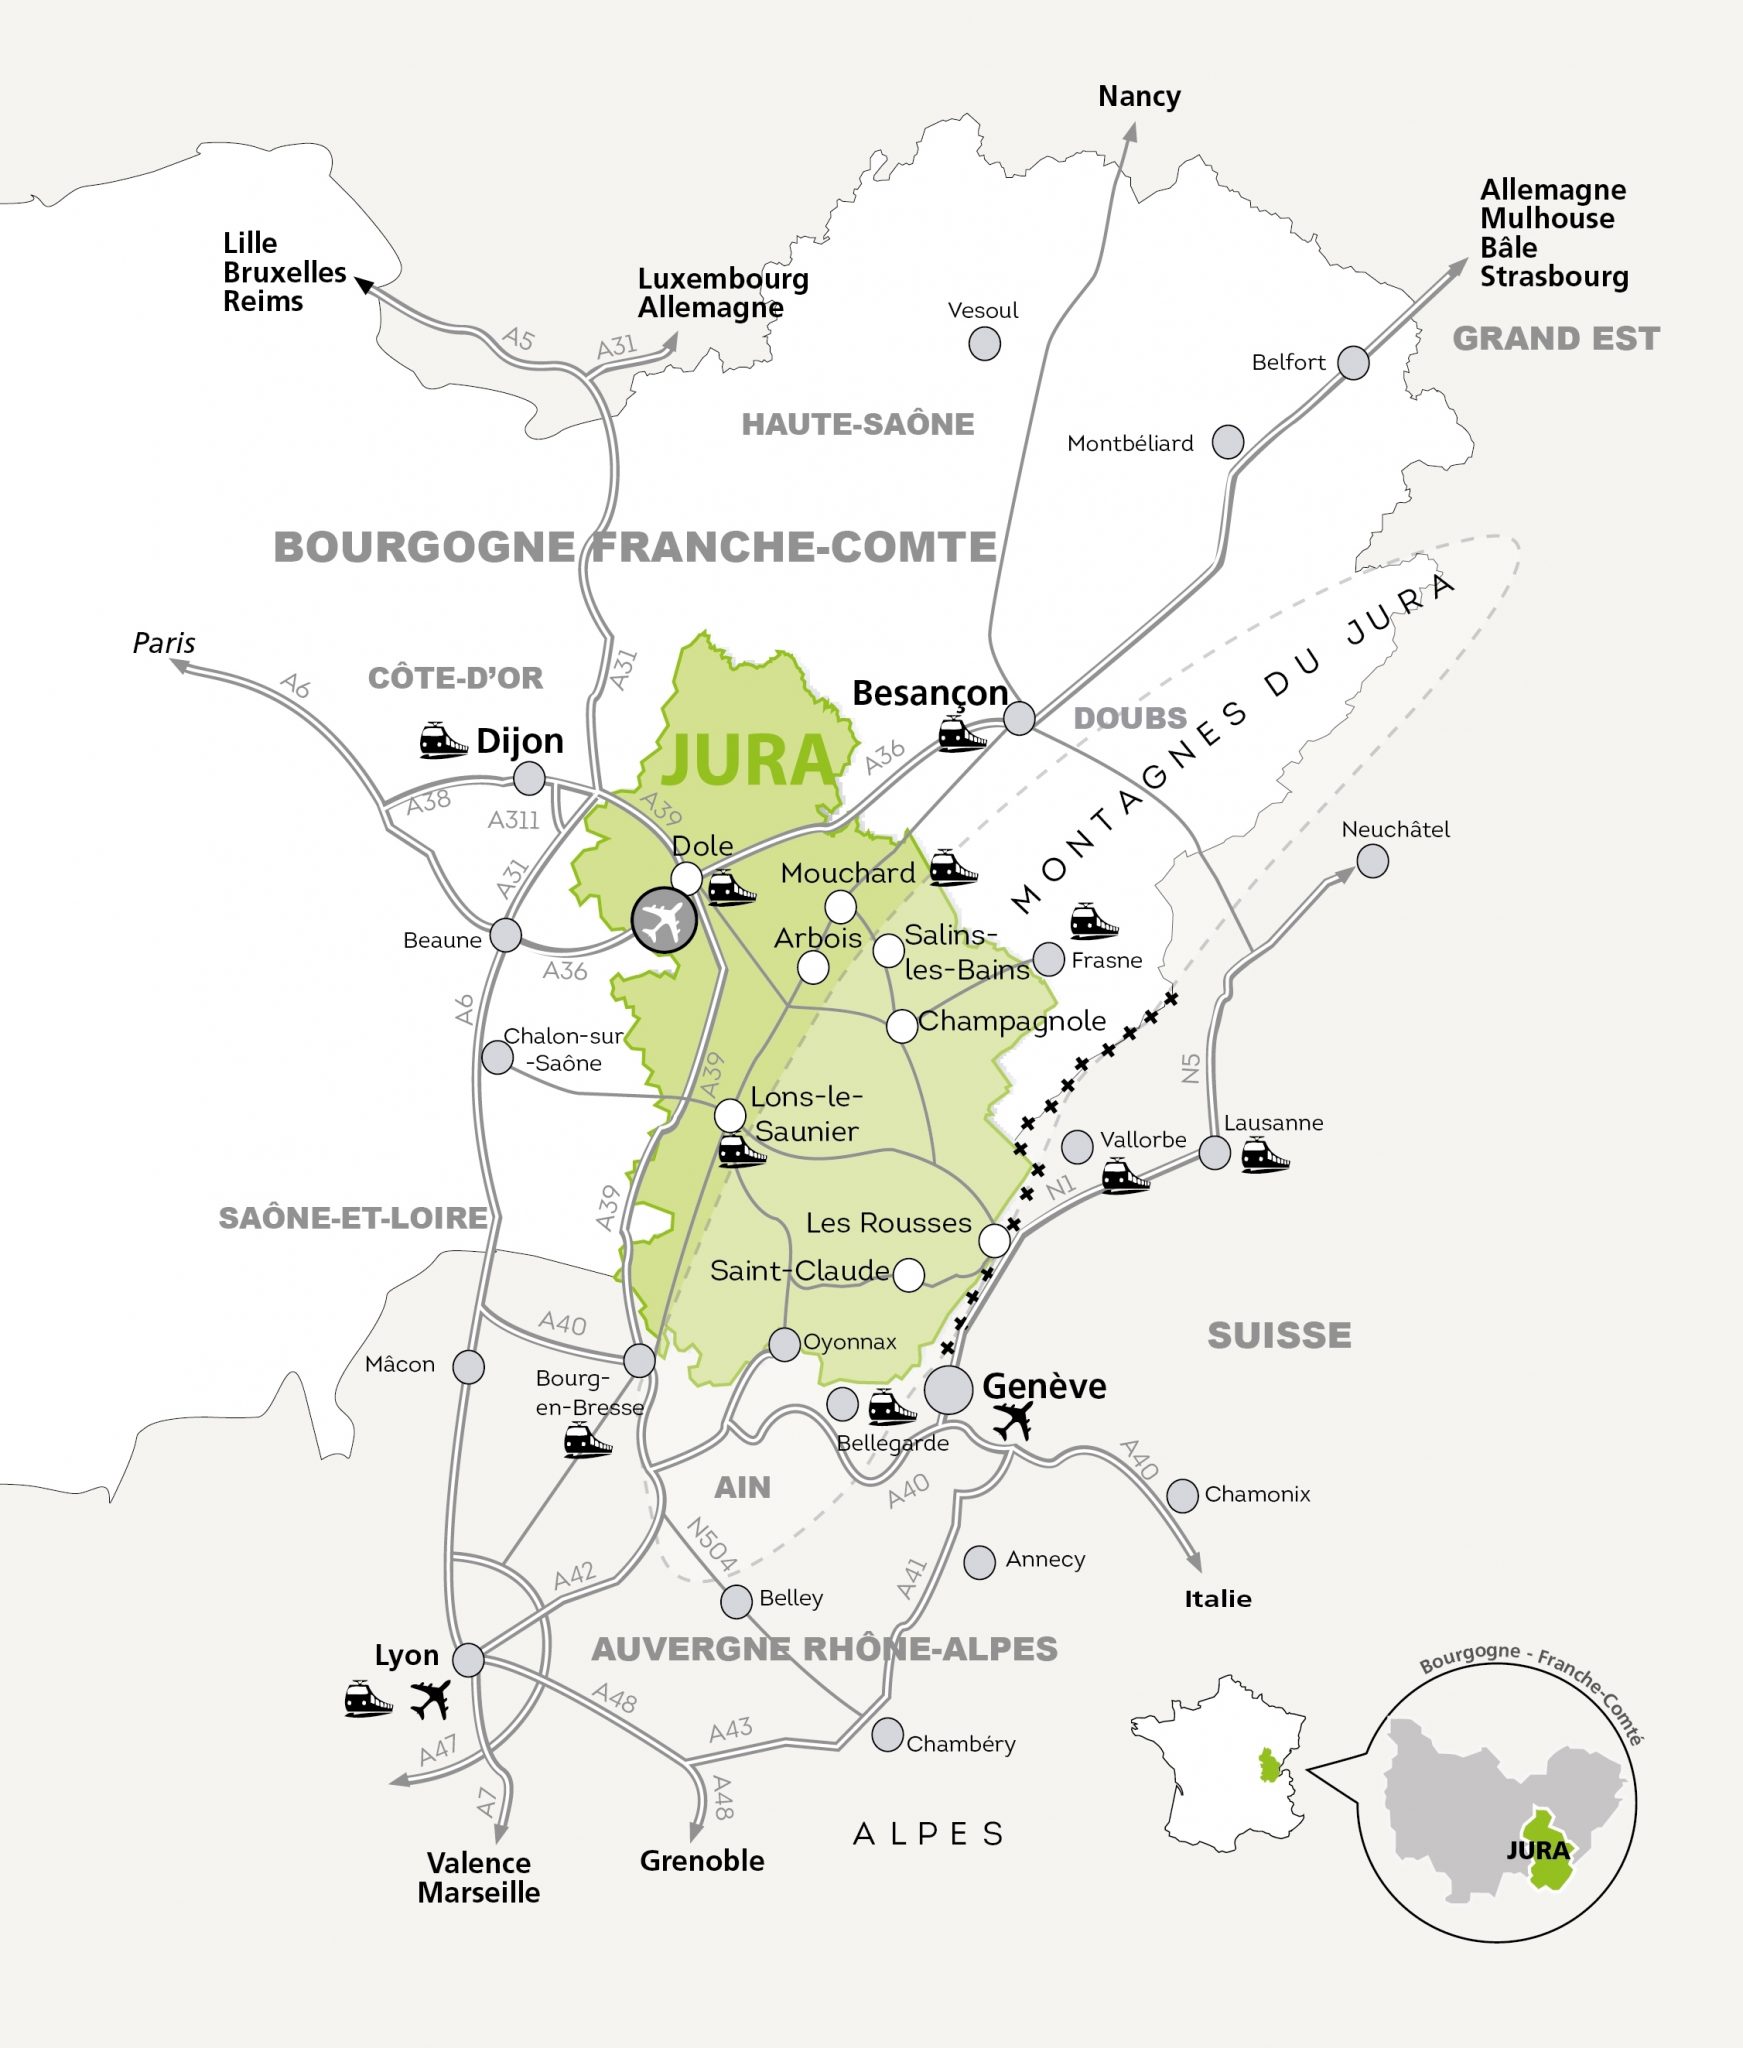 Nancy
Allemagne
Mulhouse
Bâle
Strasbourg
Lille
Bruxelles
Reims
Luxembourg
Allemagne
A5
A31
Vesoul
GRAND EST
Belfort
HAUTE-SAÔNE
Montbéliard
BOURGOGNE FRANCHE-COMTE
MONTAGNES DU JURA
Paris
A6
CÔTE-D'OR
A31
Besançon
DOUBS
Dijon
JURA
A36
A38
A311
A39
Dole
Neuchâtel
Mouchard
A31
Arbois
Salins-
les-Bains
Beaune
A36
Frasne
A6
Champagnole
Chalon-sur
-Saône
A39
N5
Lons-le-
Saunier
Lausanne
Vallorbe
N1
SAÔNE-ET-LOIRE
A39
Les Rousses
Saint-Claude
A40
SUISSE
Oyonnax
Mâcon
Bourg-
en-Bresse
Genève
Bellegarde
A40
A40
AIN
Chamonix
N504
A42
A41
Annecy
Belley
Italie
AUVERGNE RHÔNE-ALPES
Lyon
Bourgogne - Franche-Comté
A48
A43
Chambéry
A47
A7
A48
ALPES
JURA
Valence
Marseille
Grenoble